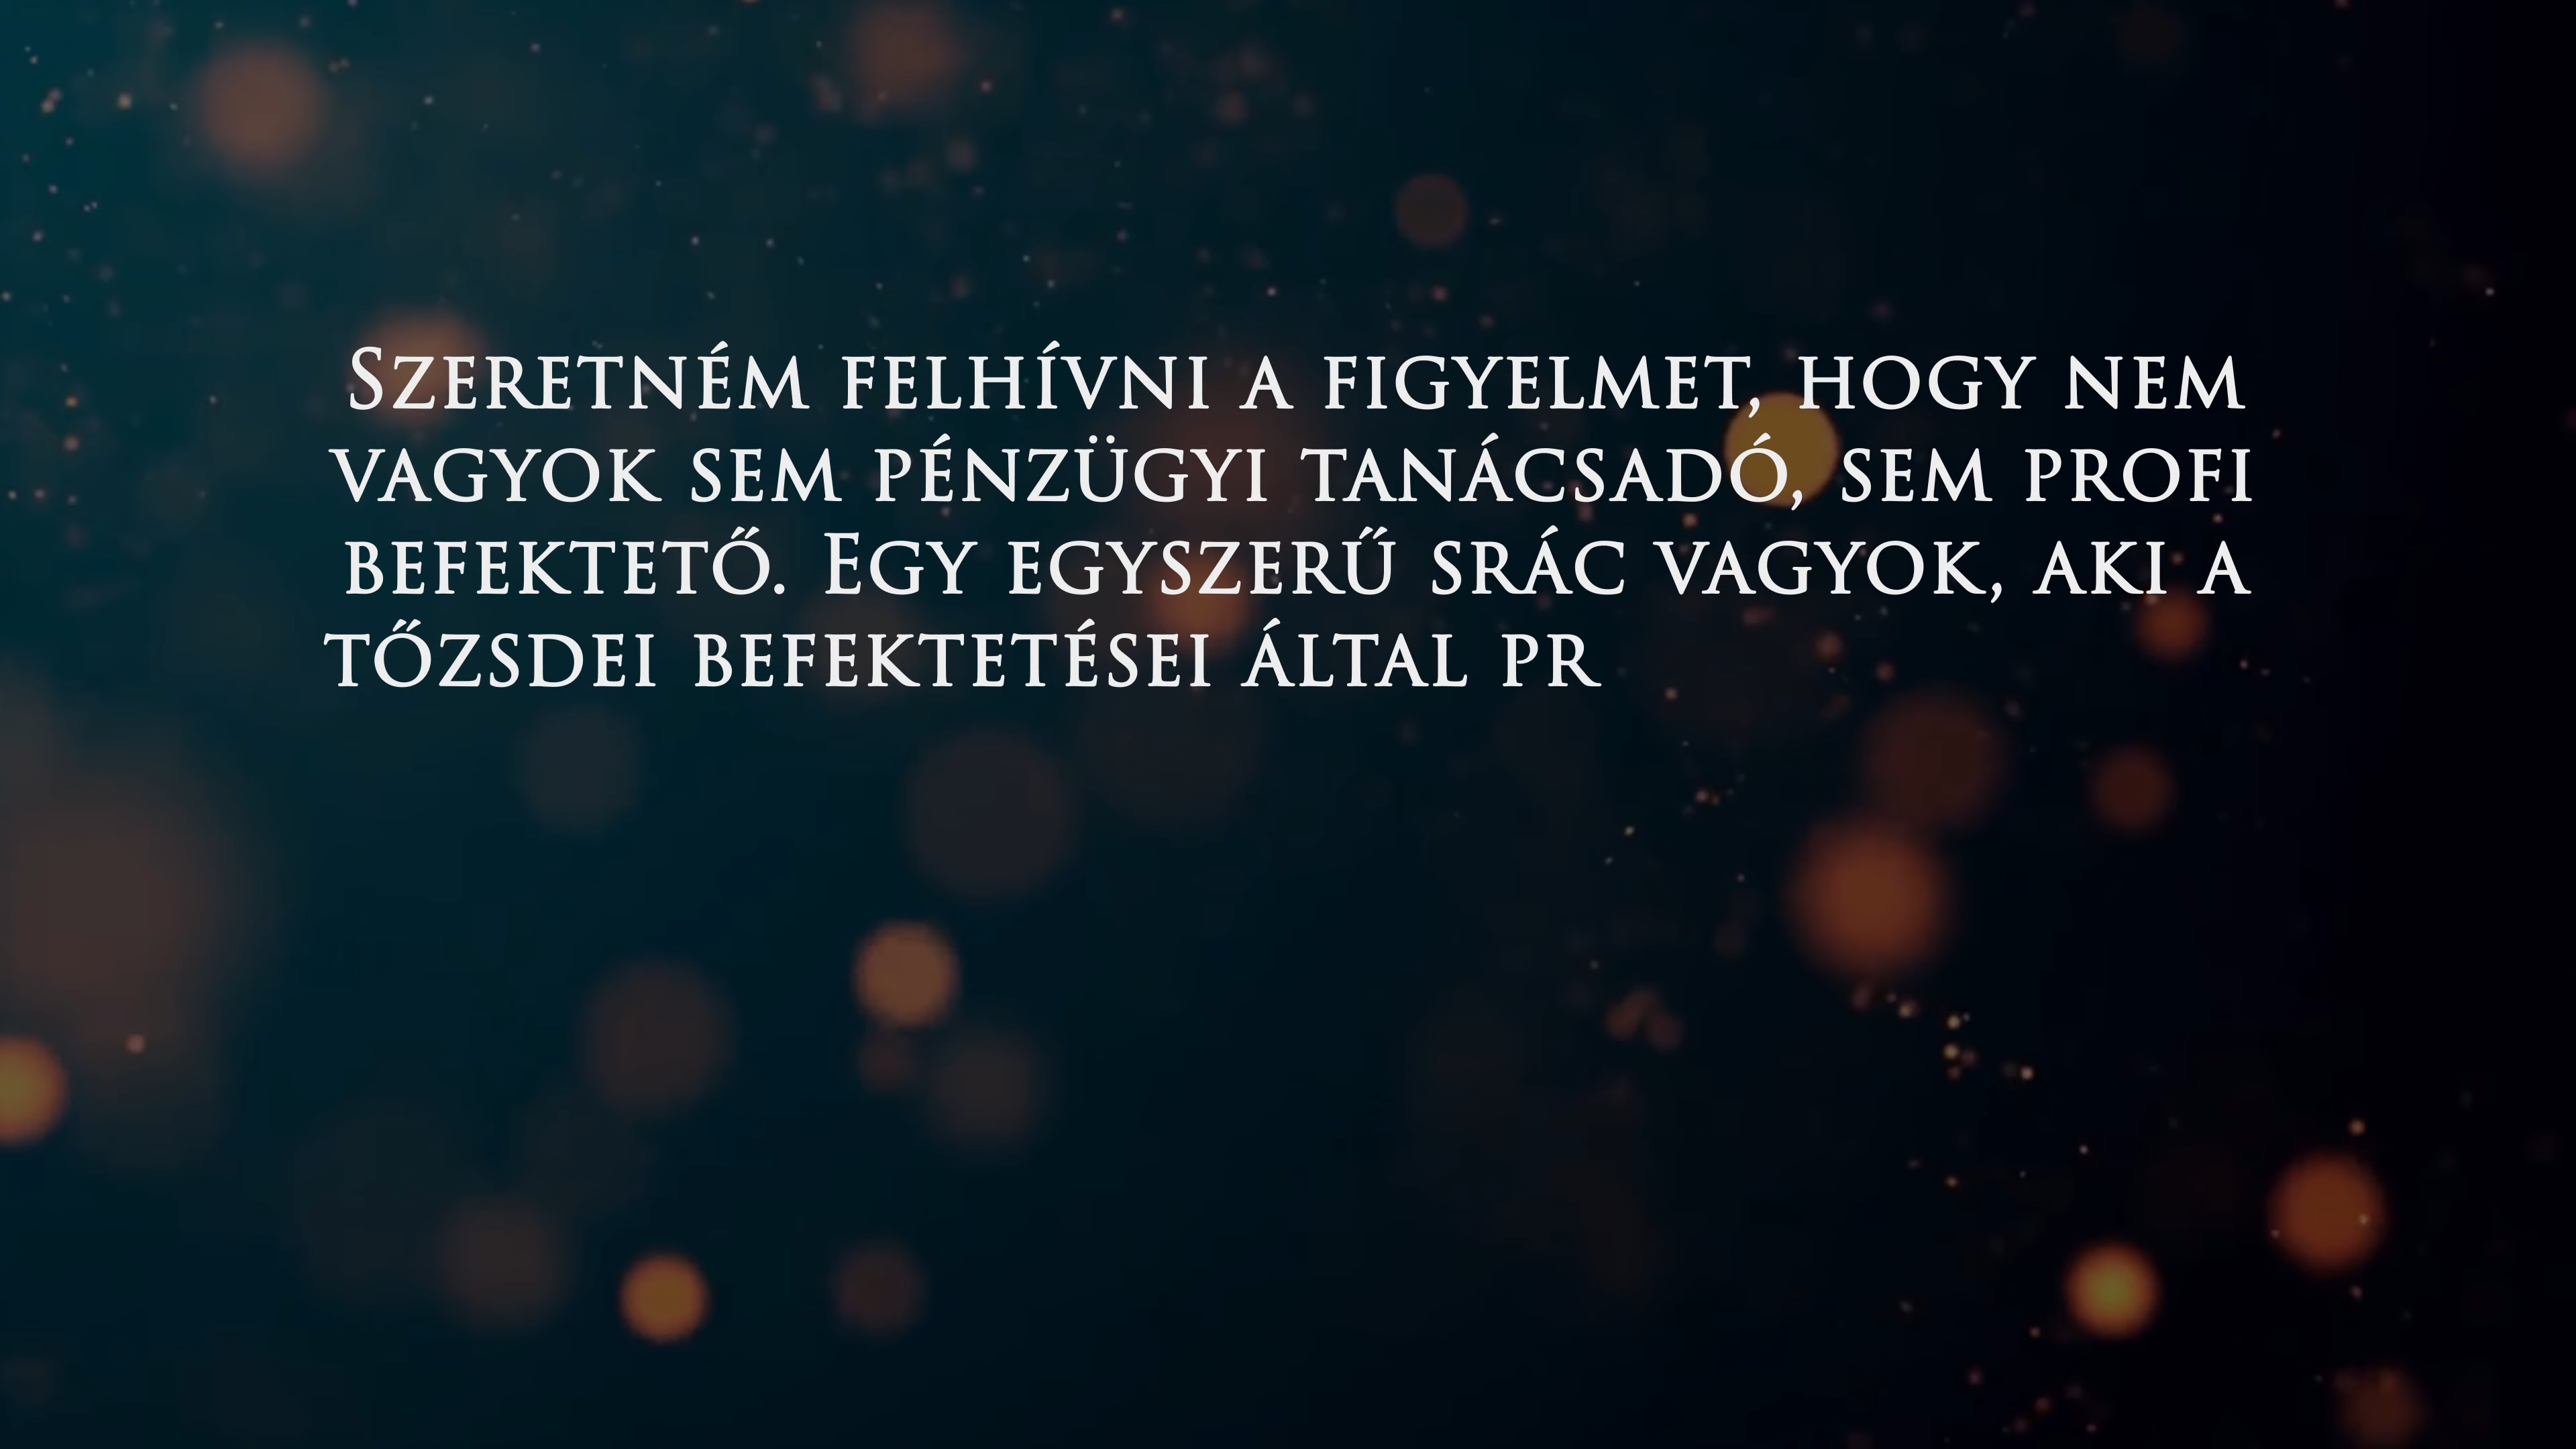 Szeretném felhívni a figyelmet, hogy nem
vagyok sem pénzügyi tanácsadó, sem profi
befektető. Egy egyszerű srác vagyok, aki a
tőzsdei befektetései által pr